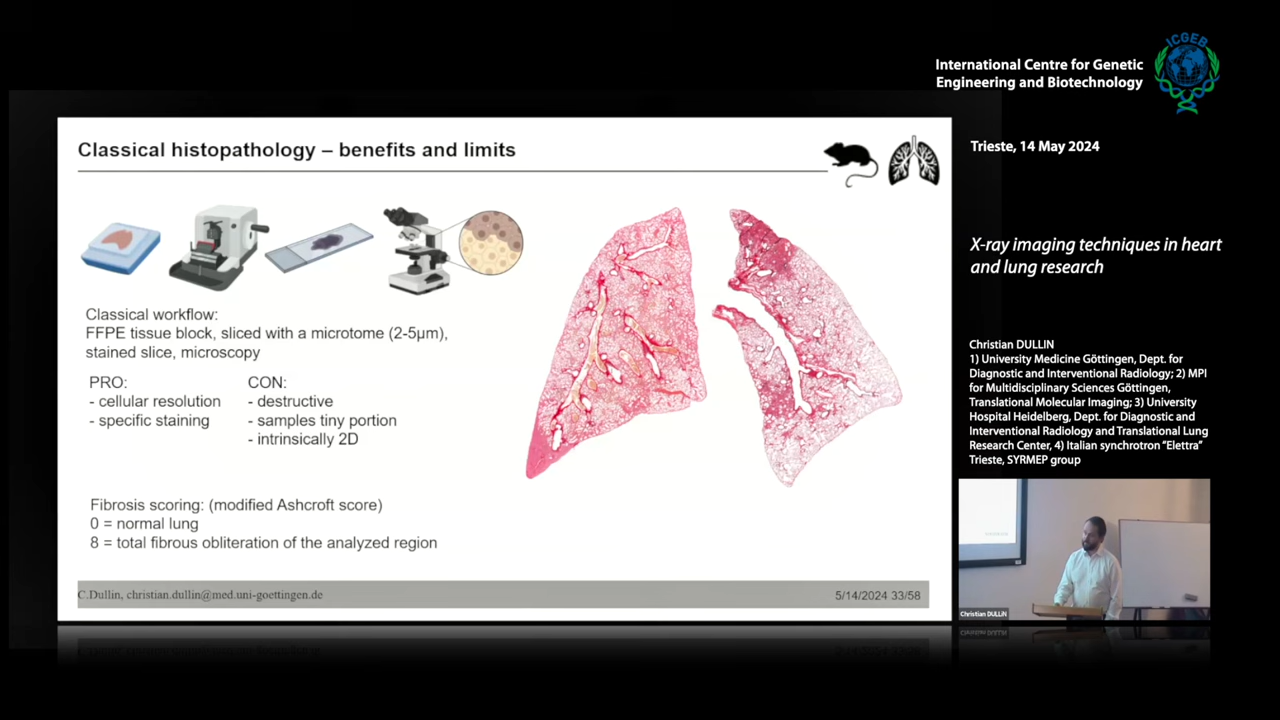 International Centre for Genetic
Engineering and Biotechnology
ICGEB
Trieste, 14 May 2024
X-ray imaging techniques in heart
and lung research
Christian DULLIN
1) University Medicine Göttingen, Dept. for
Diagnostic and Interventional Radiology; 2) MPI
for Multidisciplinary Sciences Göttingen,
Translational Molecular Imaging; 3) University
Hospital Heidelberg, Dept. for Diagnostic and
Interventional Radiology and Translational Lung
Research Center, 4) Italian synchrotron “Elettra”
Trieste, SYRMEP group
Christian DULLiN
Classical histopathology – benefits and limits
Classical workflow:
FFPE tissue block, sliced with a microtome (2-5µm),
stained slice, microscopy
PRO:
- cellular resolution
- specific staining
CON:
- destructive
- samples tiny portion
- intrinsically 2D
Fibrosis scoring: (modified Ashcroft score)
0 = normal lung
8 = total fibrous obliteration of the analyzed region
C.Dullin, christian.dullin@med.uni-goettingen.de
5/14/2024 33/58